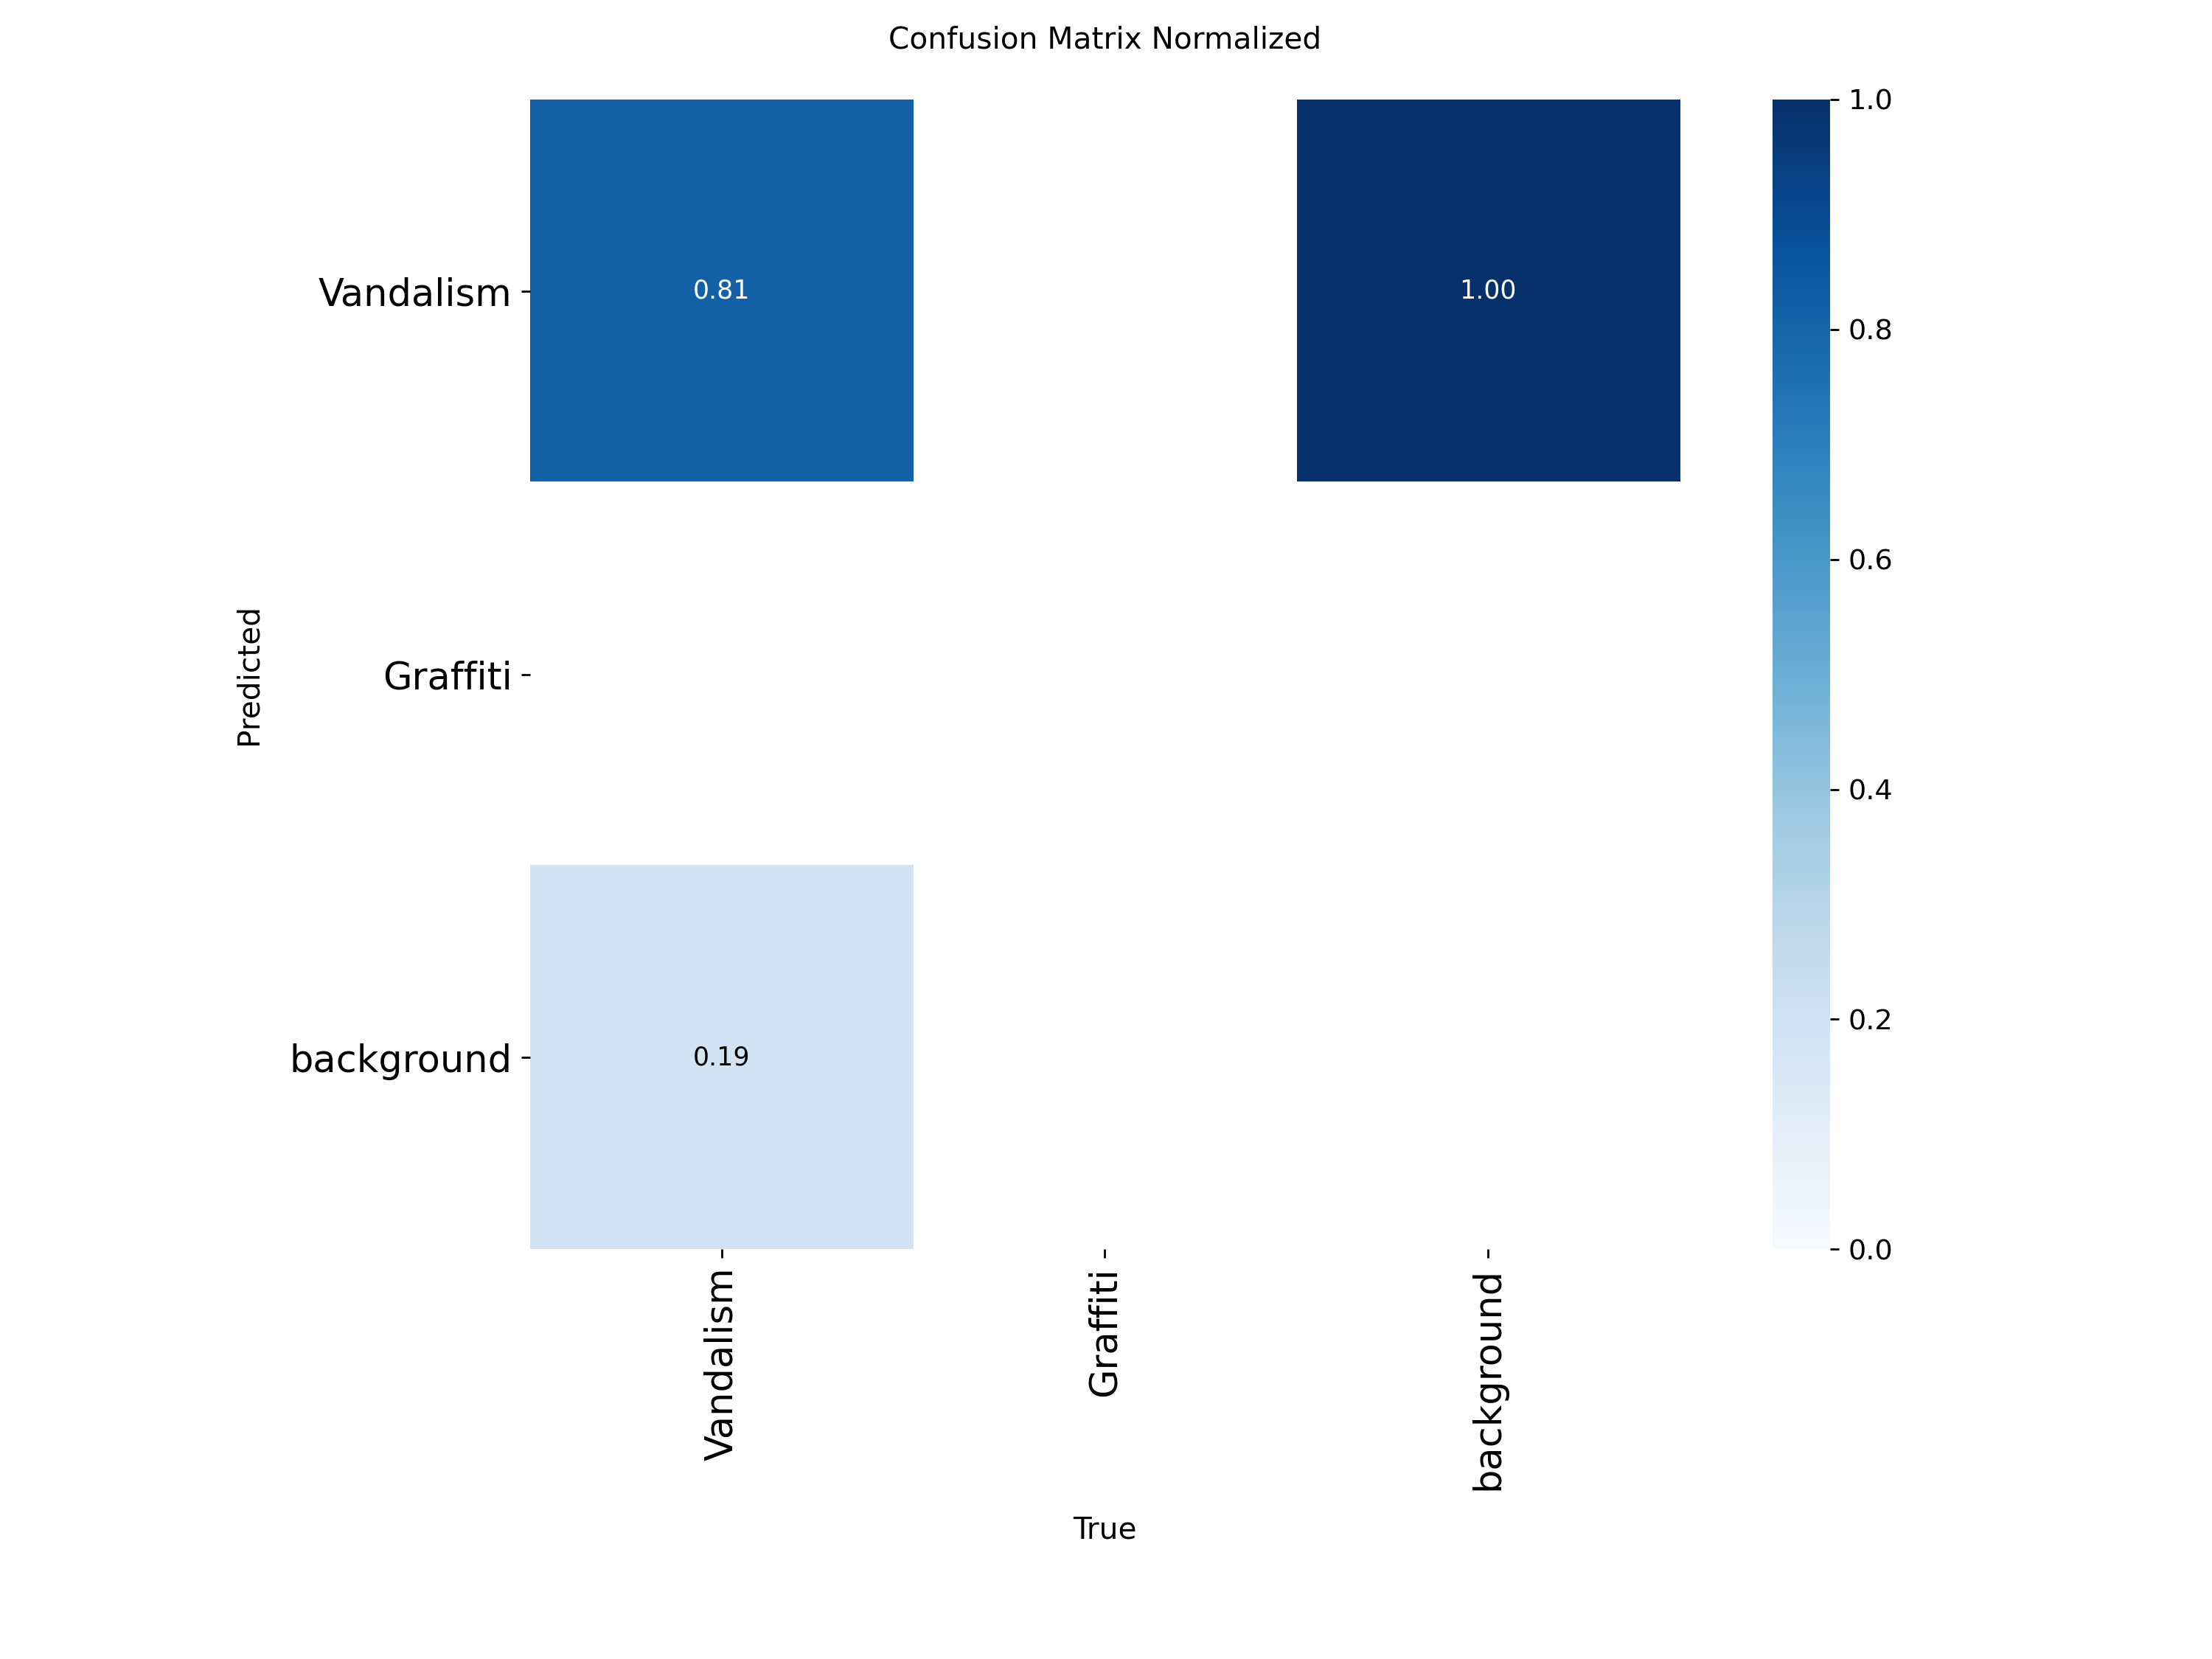 Confusion Matrix Normalized
Vandalism
0.81
1.00
Graffiti
background
0.19
Predicted
Vandalism
Graffiti
background
True
1.0
0.8
0.6
0.4
0.2
0.0